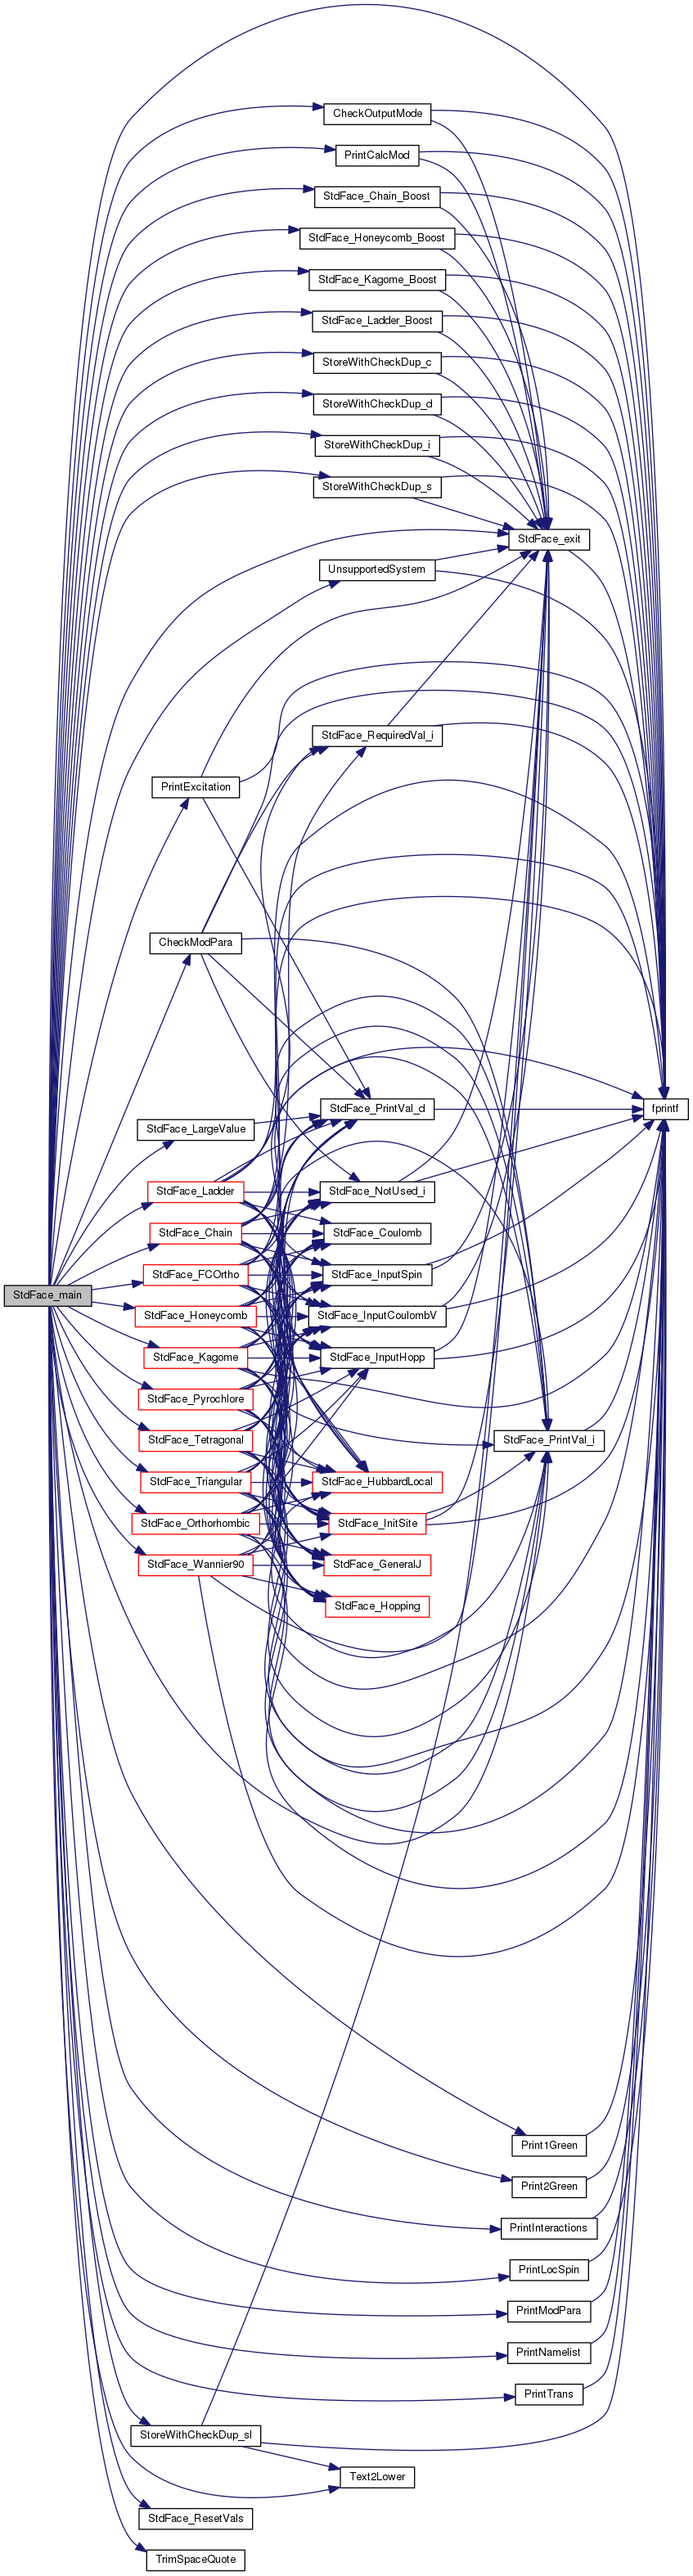 CheckOutputMode
PrintCalcMod
StdFace_Chain_Boost
StdFace_Honeycomb_Boost
StdFace_Kagome_Boost
StdFace_Ladder_Boost
StoreWithCheckDup_c
StoreWithCheckDup_d
StoreWithCheckDup_i
StoreWithCheckDup_s
StdFace_exit
UnsupportedSystem
StdFace_RequiredVal_i
PrintExcitation
CheckModPara
StdFace_PrintVal_d
fprintf
StdFace_LargeValue
StdFace_Ladder
StdFace_NotUsed_i
StdFace_Chain
StdFace_Coulomb
StdFace_FCOrtho
StdFace_InputSpin
StdFace_main
StdFace_Honeycomb
StdFace_InputCoulombV
StdFace_Kagome
StdFace_InputHopp
StdFace_Pyrochlore
StdFace_Tetragonal
StdFace_PrintVal_i
StdFace_Triangular
StdFace_HubbardLocal
StdFace_Orthorhombic
StdFace_InitSite
StdFace_Wannier90
StdFace_GeneralJ
StdFace_Hopping
Print1Green
Print2Green
PrintInteractions
PrintLocSpin
PrintModPara
PrintNamelist
PrintTrans
StoreWithCheckDup_sl
Text2Lower
StdFace_ResetVals
TrimSpaceQuote